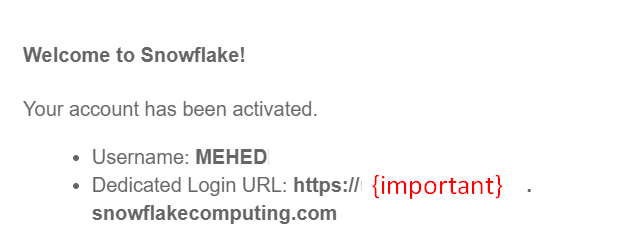 Welcome to Snowflake!
Your account has been activated.
• Username: MEHED
• Dedicated Login URL: https:// {important} .
snowflakecomputing.com